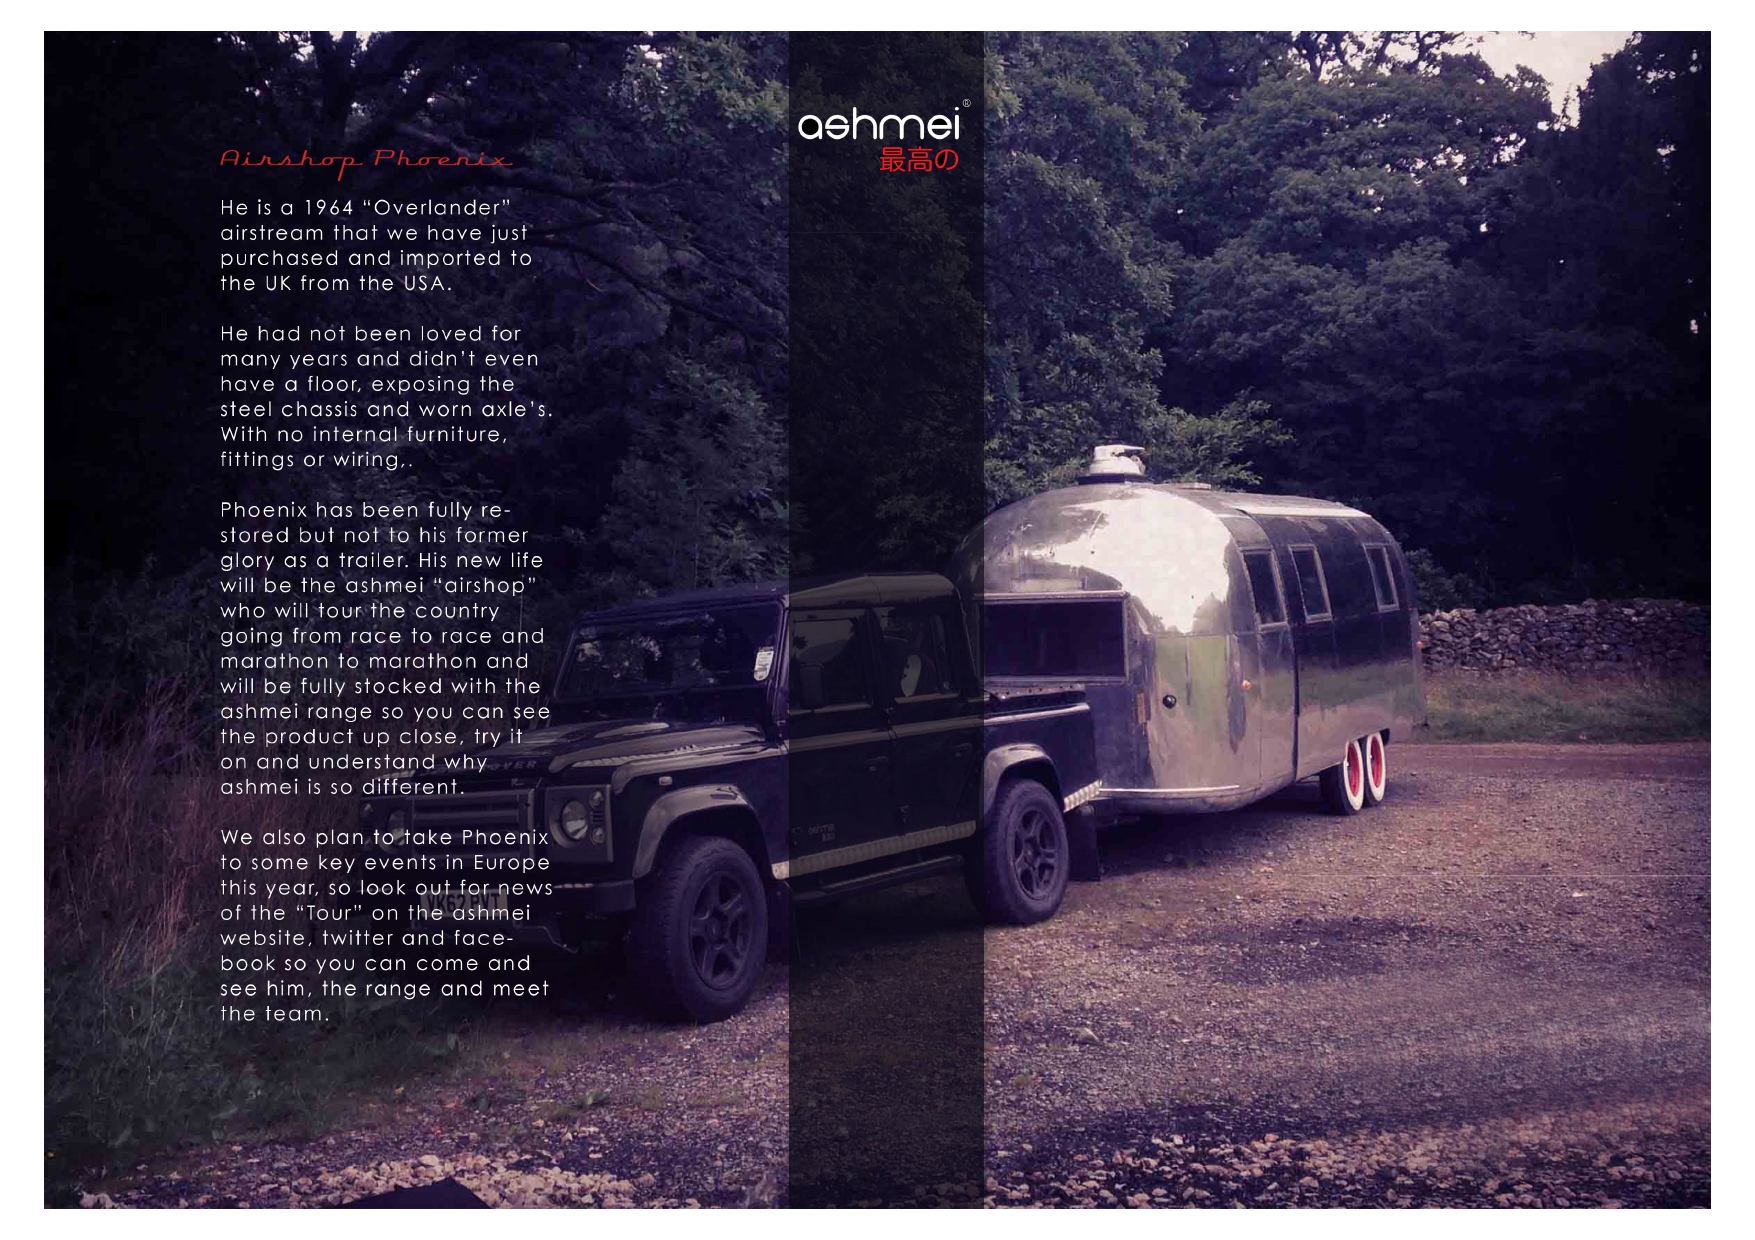 ashmei®
最高の
Airshop Phoenix
He is a 1964 “Overlander”
airstream that we have just
purchased and imported to
the UK from the USA.
He had not been loved for
many years and didn’t even
have a floor, exposing the
steel chassis and worn axle’s.
With no internal furniture,
fittings or wiring,.
Phoenix has been fully re-
stored but not to his former
glory as a trailer. His new life
will be the ashmei “airshop”
who will tour the country
going from race to race and
marathon to marathon and
will be fully stocked with the
ashmei range so you can see
the product up close, try it
on and understand why
ashmei is so different.
We also plan to take Phoenix
to some key events in Europe
this year, so look out for news
of the “Tour” on the ashmei
website, twitter and face-
book so you can come and
see him, the range and meet
the team.